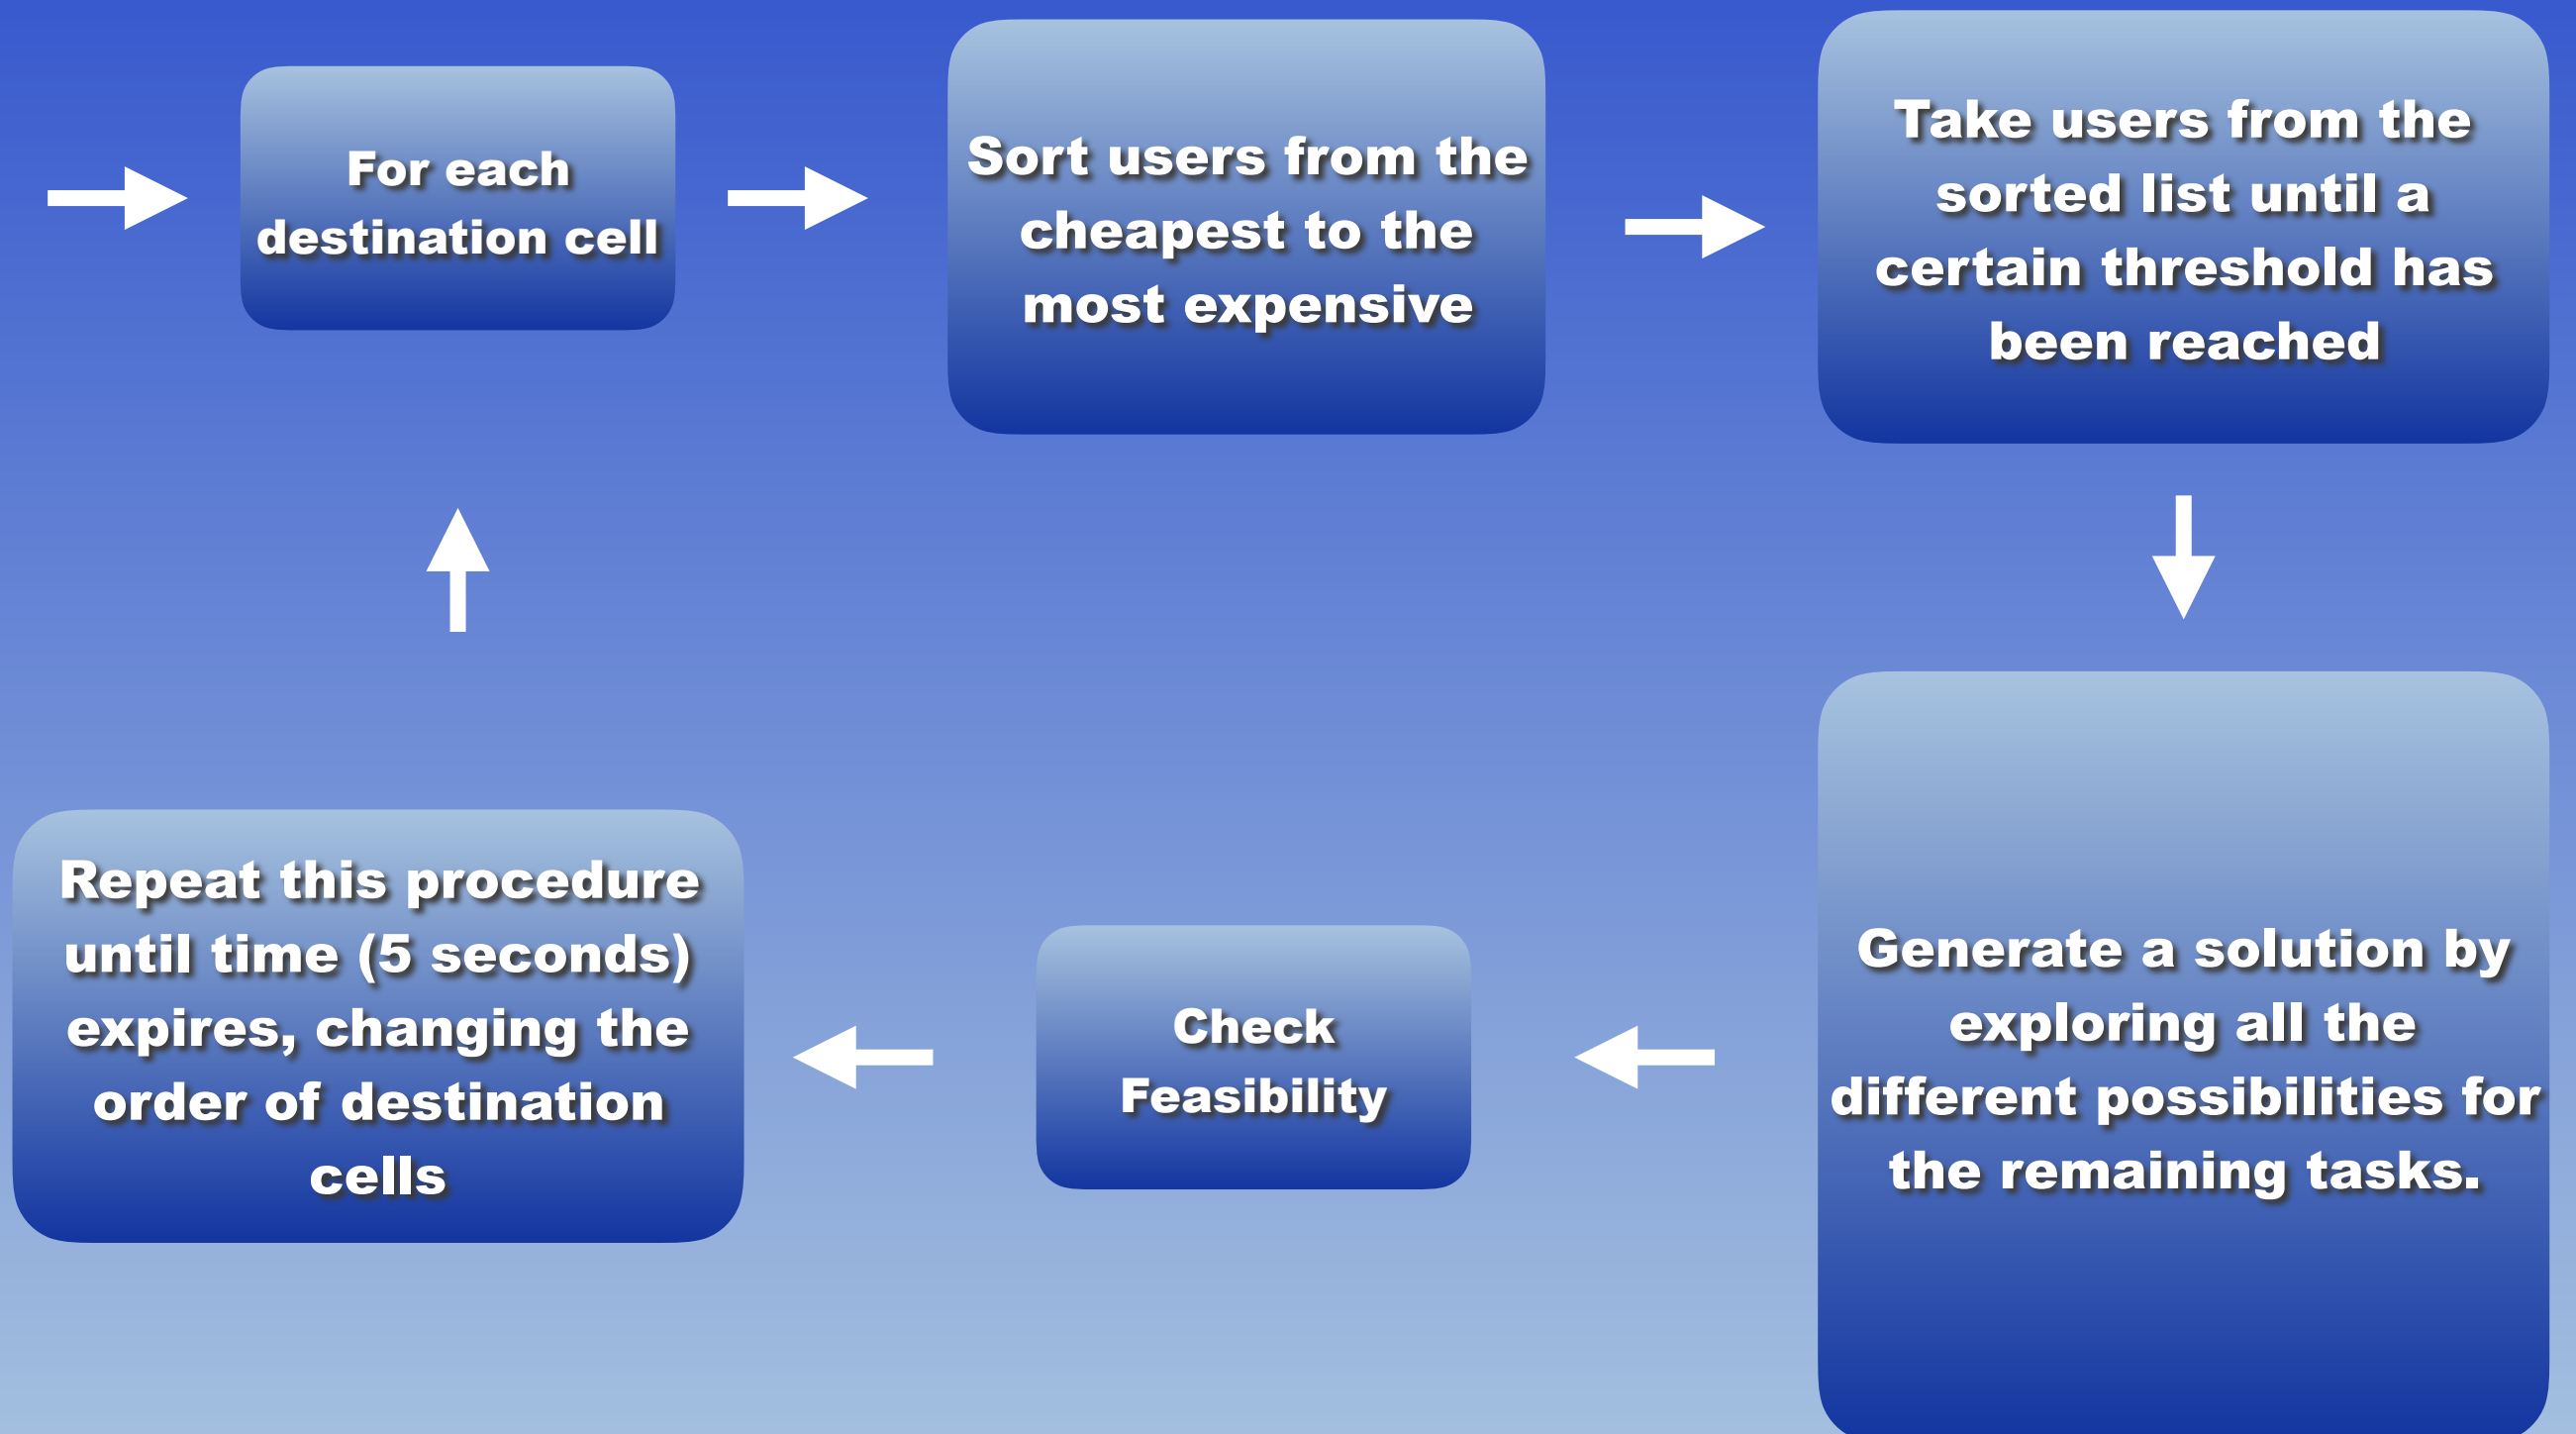 For each
destination cell
Sort users from the
cheapest to the
most expensive
Take users from the
sorted list until a
certain threshold has
been reached
Generate a solution by
exploring all the
different possibilities for
the remaining tasks.
Check
Feasibility
Repeat this procedure
until time (5 seconds)
expires, changing the
order of destination
cells